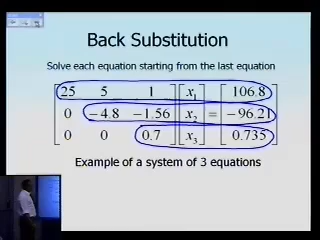 Back Substitution
Solve each equation starting from the last equation
25 5 1 x1 106.8
0 −4.8 −1.56 x2 = −96.21
0 0 0.7 x3 0.735
Example of a system of 3 equations